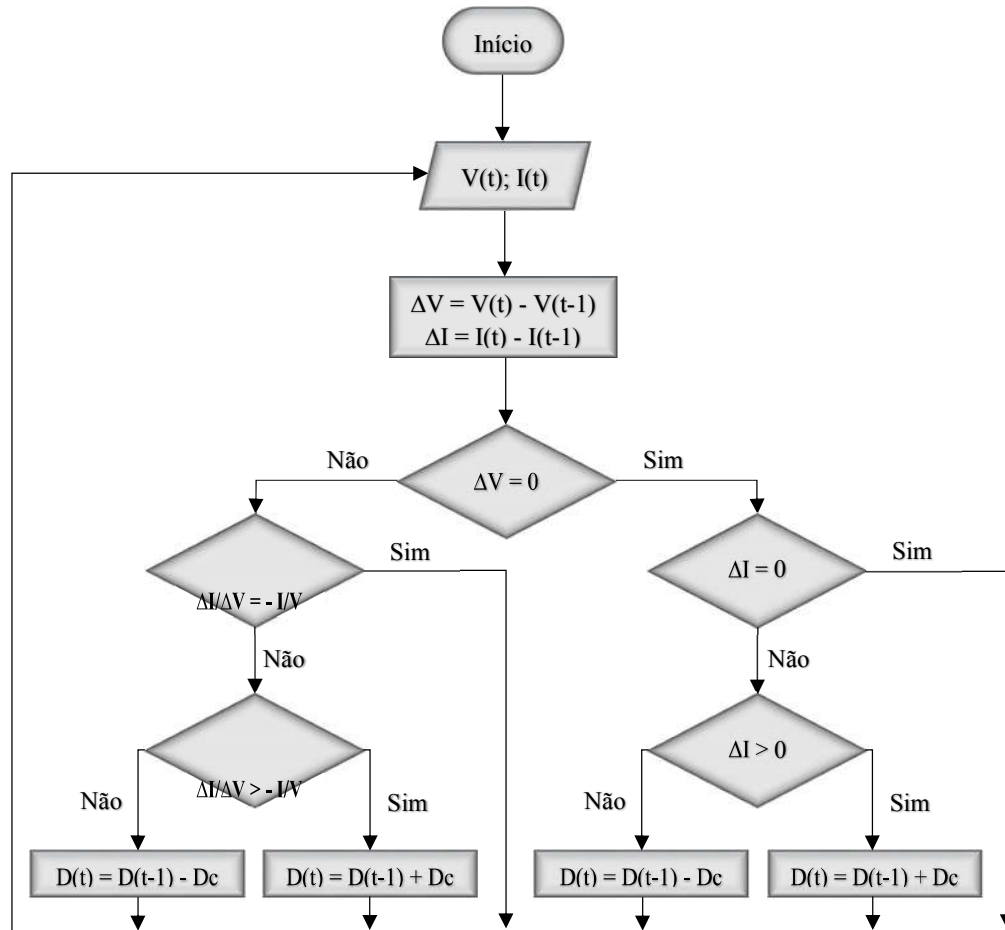 Início
V(t); I(t)
ΔV = V(t) - V(t-1)
ΔI = I(t) - I(t-1)
Não
ΔV = 0
Sim
Sim
ΔI/ΔV = - I/V
ΔI = 0
Sim
Não
Não
ΔI/ΔV > - I/V
ΔI > 0
Não
Sim
Não
Sim
D(t) = D(t-1) - Dc
D(t) = D(t-1) + Dc
D(t) = D(t-1) - Dc
D(t) = D(t-1) + Dc